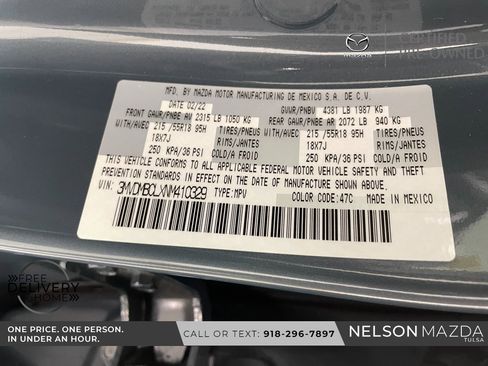 mazda
CERTIFIED
PRE-OWNED
MFD. BY MAZDA MOTOR MANUFACTURING DE MEXICO S.A. DE C.V.
DATE 02/22 GVWR/PNBV 4381 LB 1987 KG
FRONT GAWR/PNBE AV 2315 LB 1050 KG REAR GAWR/PNBE AR 2072 LB 940 KG
WITH/AVEC 215 /55R18 95H TIRES/PNEUS WITH/AVEC 215 /55R18 95H TIRES/PNEUS
18X7J RIMS/JANTES 18X7J RIMS/JANTES
250 KPA/36 PSI COLD/A FROID 250 KPA/36 PSI COLD/A FROID
THIS VEHICLE CONFORMS TO ALL APPLICABLE FEDERAL MOTOR VEHICLE SAFETY AND THEFT
PREVENTION STANDARDS IN EFFECT ON THE DATE OF MANUFACTURE SHOWN ABOVE.
VIN: 3MVDMBCLXNM410329 TYPE:MPV COLOR CODE:47C MADE IN MEXICO
FREE
DELIVERY
HOME
ONE PRICE. ONE PERSON.
IN UNDER AN HOUR.
CALL OR TEXT: 918-296-7897
NELSON MAZDA
TULSA